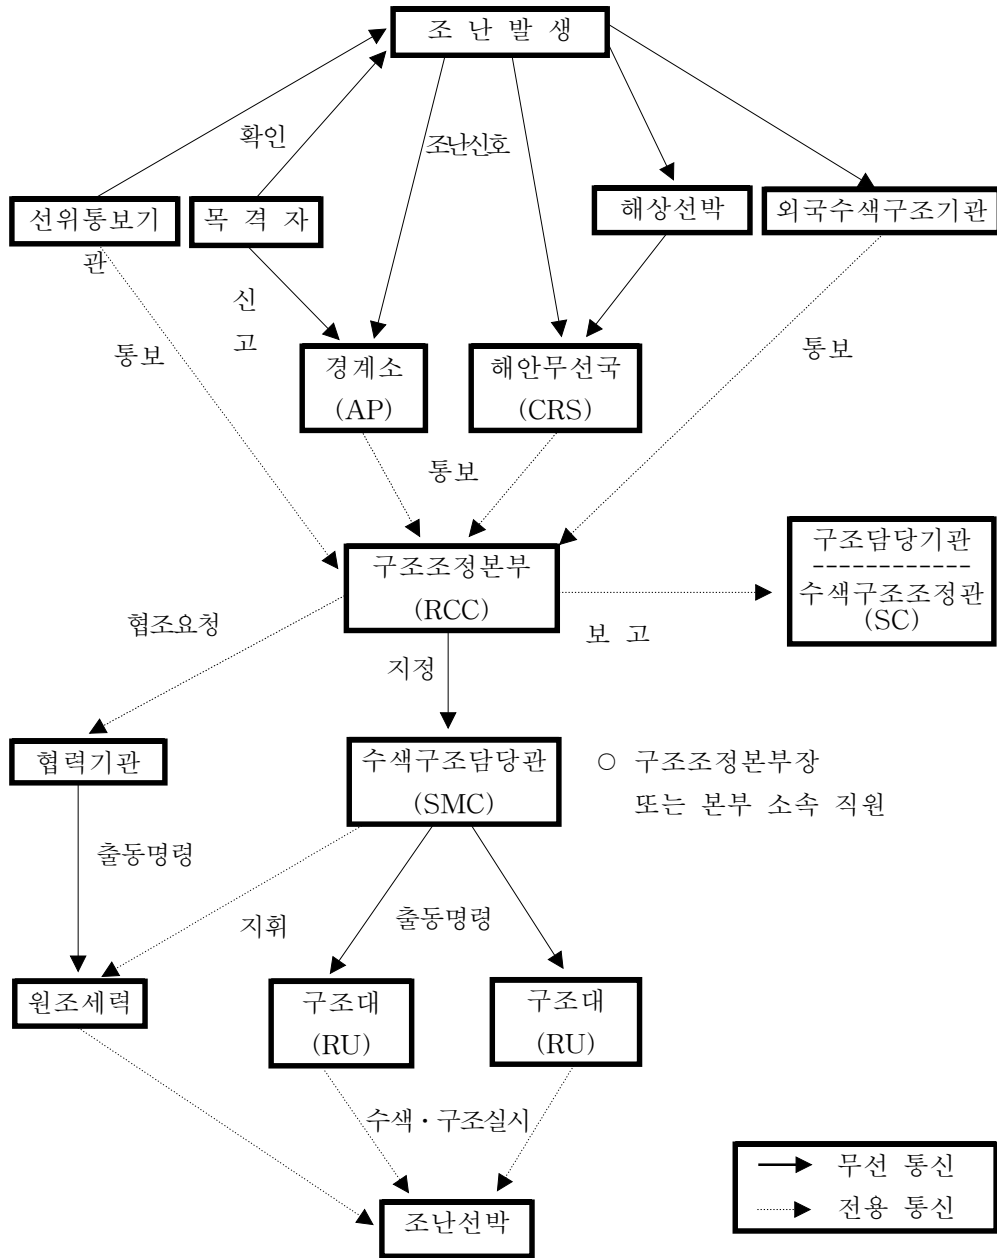 조 난 발 생
확인
조난신호
선위통보기
관
목 격 자
해상선박
외국수색구조기관
신
고
통보
경계소
(AP)
해안무선국
(CRS)
통보
통보
구조조정본부
(RCC)
구조담당기관
------------
수색구조조정관
(SC)
협조요청
보 고
지정
협력기관
수색구조담당관
(SMC)
○ 구조조정본부장
또는 본부 소속 직원
출동명령
지휘
출동명령
원조세력
구조대
(RU)
구조대
(RU)
수색·구조실시
조난선박
무선 통신
전용 통신